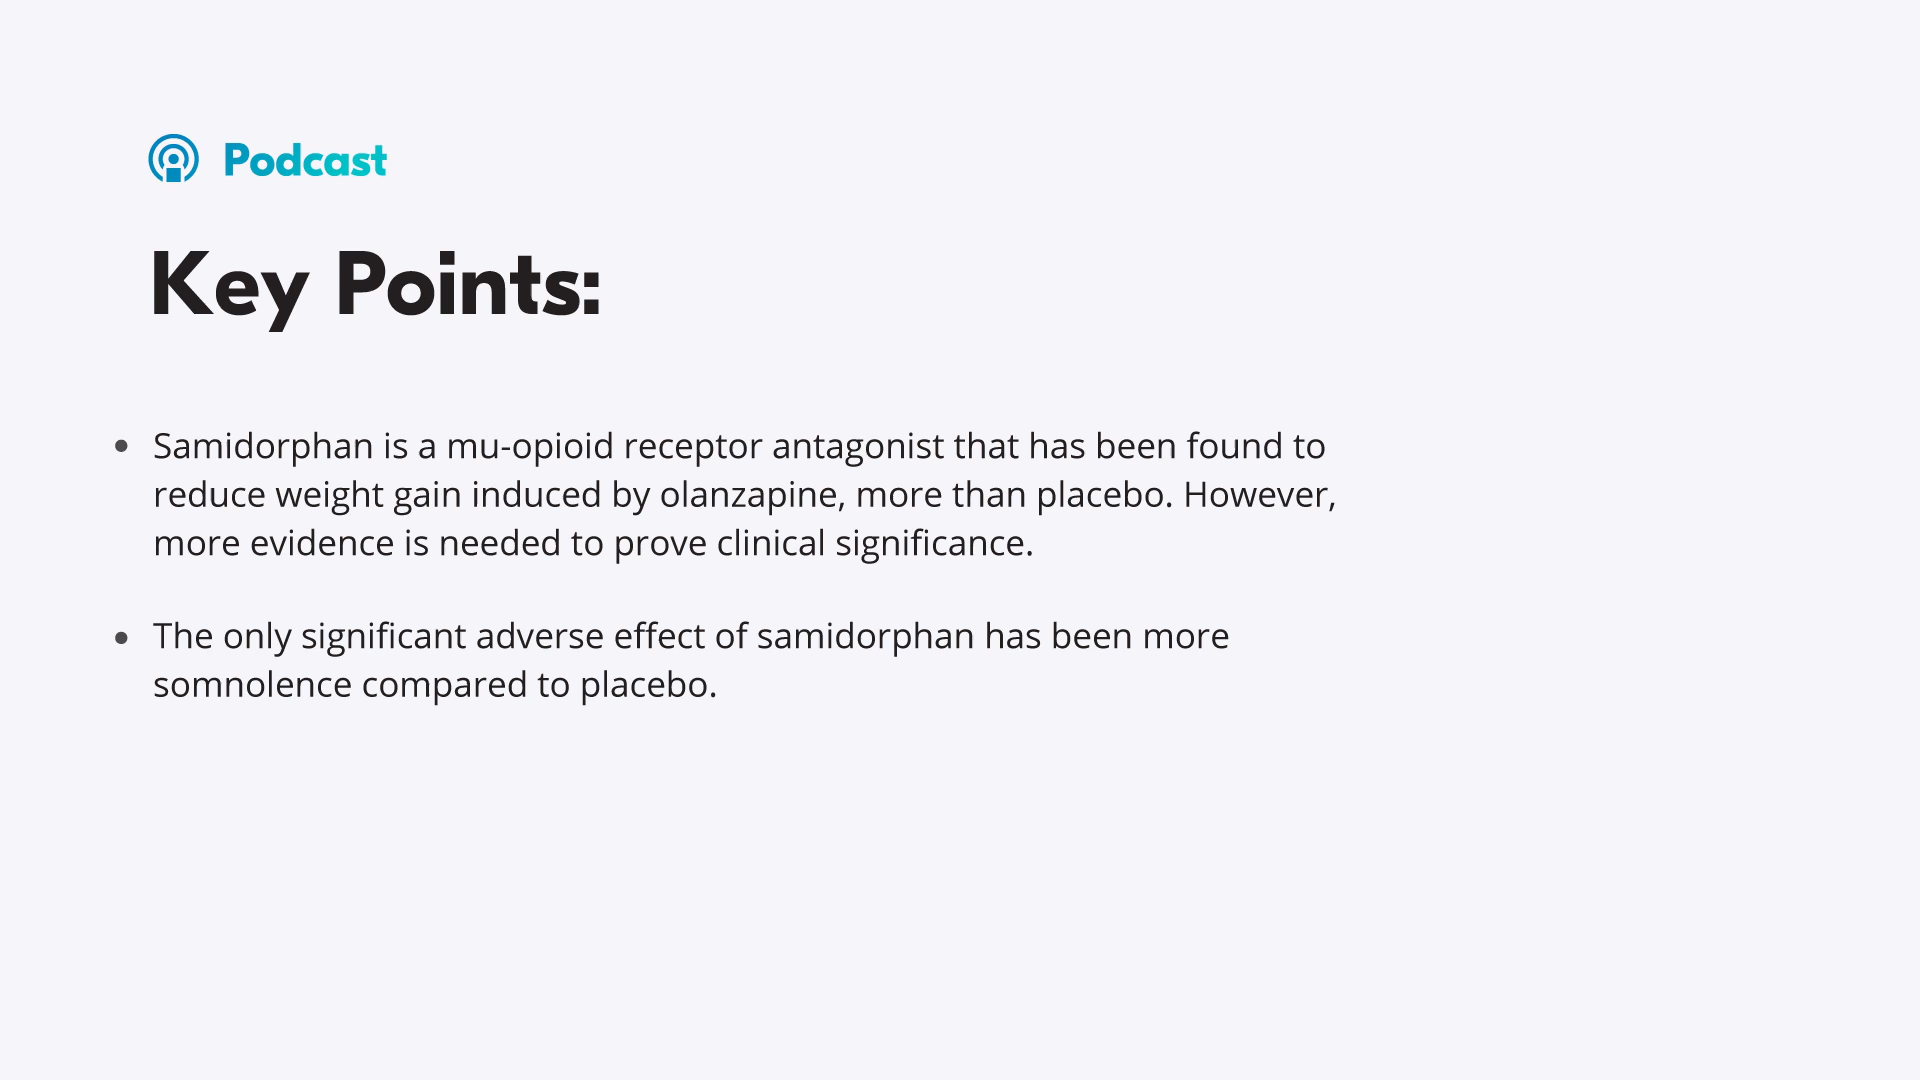 Podcast
Key Points:
• Samidorphan is a mu-opioid receptor antagonist that has been found to
reduce weight gain induced by olanzapine, more than placebo. However,
more evidence is needed to prove clinical significance.
• The only significant adverse effect of samidorphan has been more
somnolence compared to placebo.